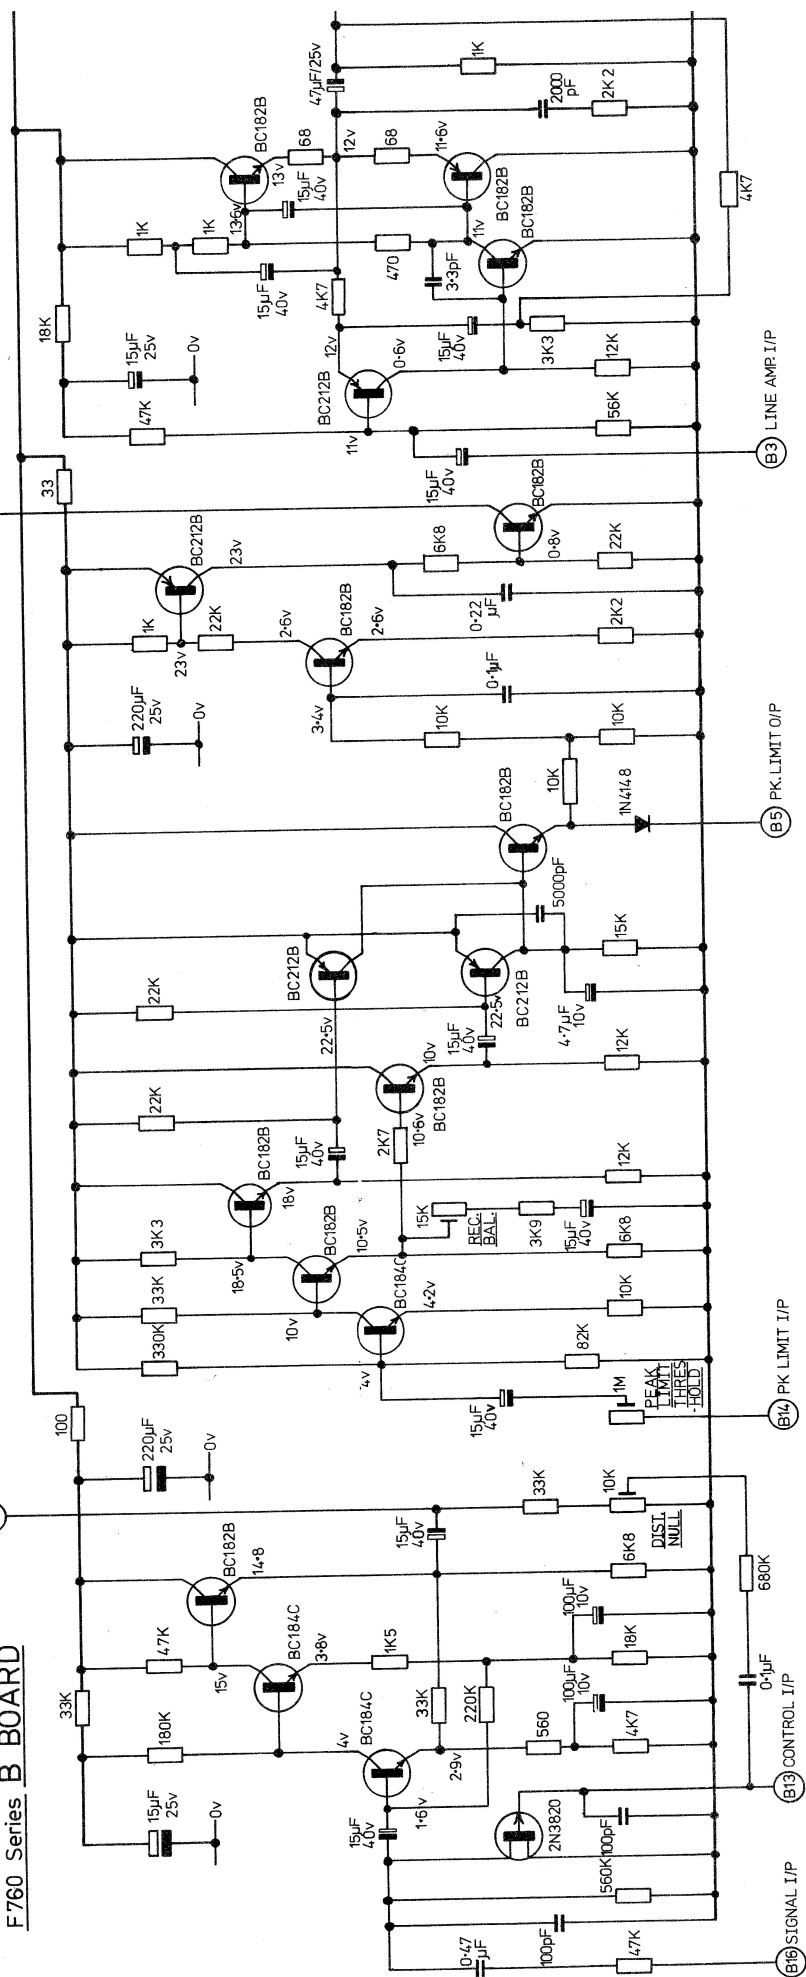 F760 Series B BOARD
15µF
25v
0v
33K
180K
47K
BC182B
14·8
15v
BC184C
3·8v
BC184C
4v
1·6v
2·9v
15µF
40v
33K
220K
1K5
15µF
40v
0·47
µF
47K
100pF
560K
2N3820
100pF
560
4K7
100µF
10v
18K
100µF
10v
6K8
33K
10K
DIST.
NULL
680K
0·1µF
B16 SIGNAL I/P
B13 CONTROL I/P
100
220µF
25v
0v
330K
33K
3K3
BC182B
18·5v
18v
BC182B
10v
10·5v
BC184C
4v
4·2v
15µF
40v
1M
PEAK
LIMIT
THRES
-HOLD
B14 PK LIMIT I/P
82K
10K
6K8
15K
REC.
BAL.
3K9
15µF
40v
12K
15µF
40v
22K
2K7
10·6v
BC182B
10v
12K
22·5v
BC212B
22K
15µF
40v
22·5v
BC212B
4·7µF
10v
15K
5000pF
BC182B
10K
1N4148
B5 PK.LIMIT O/P
220µF
25v
0v
10K
10K
3·4v
0·1µF
BC182B
2·6v
2·6v
2K2
1K
22K
23v
BC212B
23v
0·22
µF
6K8
22K
0·8v
BC182B
33
47K
15µF
25v
0v
18K
11v
BC212B
12v
0·6v
15µF
40v
B3 LINE AMP. I/P
56K
12K
15µF
40v
3K3
4K7
15µF
40v
1K
1K
13·6v
BC182B
13v
15µF
40v
68
12v
68
11·6v
BC182B
11v
470
3·3pF
BC182B
47µF/25v
2000
pF
2K2
1K
4K7